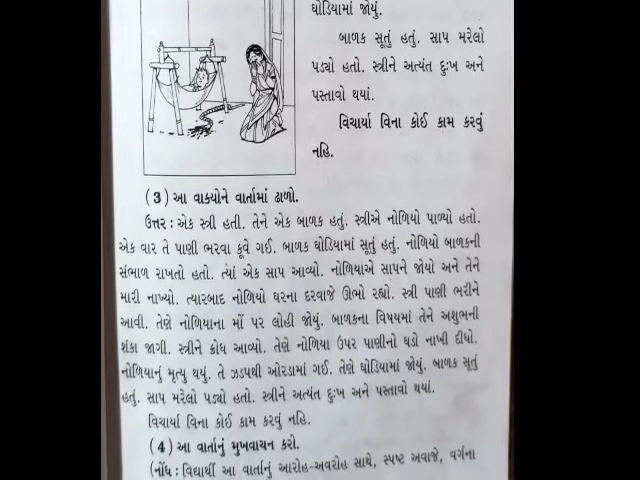 ઘોડિયામાં જોયું.
બાળક સૂતું હતું. સાપ મરેલો
પડ્યો હતો. સ્ત્રીને અત્યંત દુઃખ અને
પસ્તાવો થયાં.
વિચાર્યા વિના કોઈ કામ કરવું
નહિ.
(3) આ વાક્યોને વાર્તામાં ઢાળો.
ઉત્તર : એક સ્ત્રી હતી. તેને એક બાળક હતું. સ્ત્રીએ નોળિયો પાળ્યો હતો.
એક વાર તે પાણી ભરવા કૂવે ગઈ. બાળક ઘોડિયામાં સૂતું હતું. નોળિયો બાળકની
સંભાળ રાખતો હતો. ત્યાં એક સાપ આવ્યો. નોળિયાએ સાપને જોયો અને તેને
મારી નાખ્યો. ત્યારબાદ નોળિયો ઘરના દરવાજે ઊભો રહ્યો. સ્ત્રી પાણી ભરીને
આવી. તેણે નોળિયાના મોં પર લોહી જોયું. બાળકના વિષયમાં તેને અશુભની
શંકા જાગી. સ્ત્રીને ક્રોધ આવ્યો. તેણે નોળિયા ઉપર પાણીનો ઘડો નાખી દીધો.
નોળિયાનું મૃત્યુ થયું. તે ઝડપથી ઓરડામાં ગઈ. તેણે ઘોડિયામાં જોયું. બાળક સૂતું
હતું. સાપ મરેલો પડ્યો હતો. સ્ત્રીને અત્યંત દુઃખ અને પસ્તાવો થયાં.
વિચાર્યા વિના કોઈ કામ કરવું નહિ.
(4) આ વાર્તાનું મુખવાચન કરો.
(નોંધ : વિદ્યાર્થી આ વાર્તાનું આરોહ-અવરોહ સાથે, સ્પષ્ટ અવાજે, વર્ગના